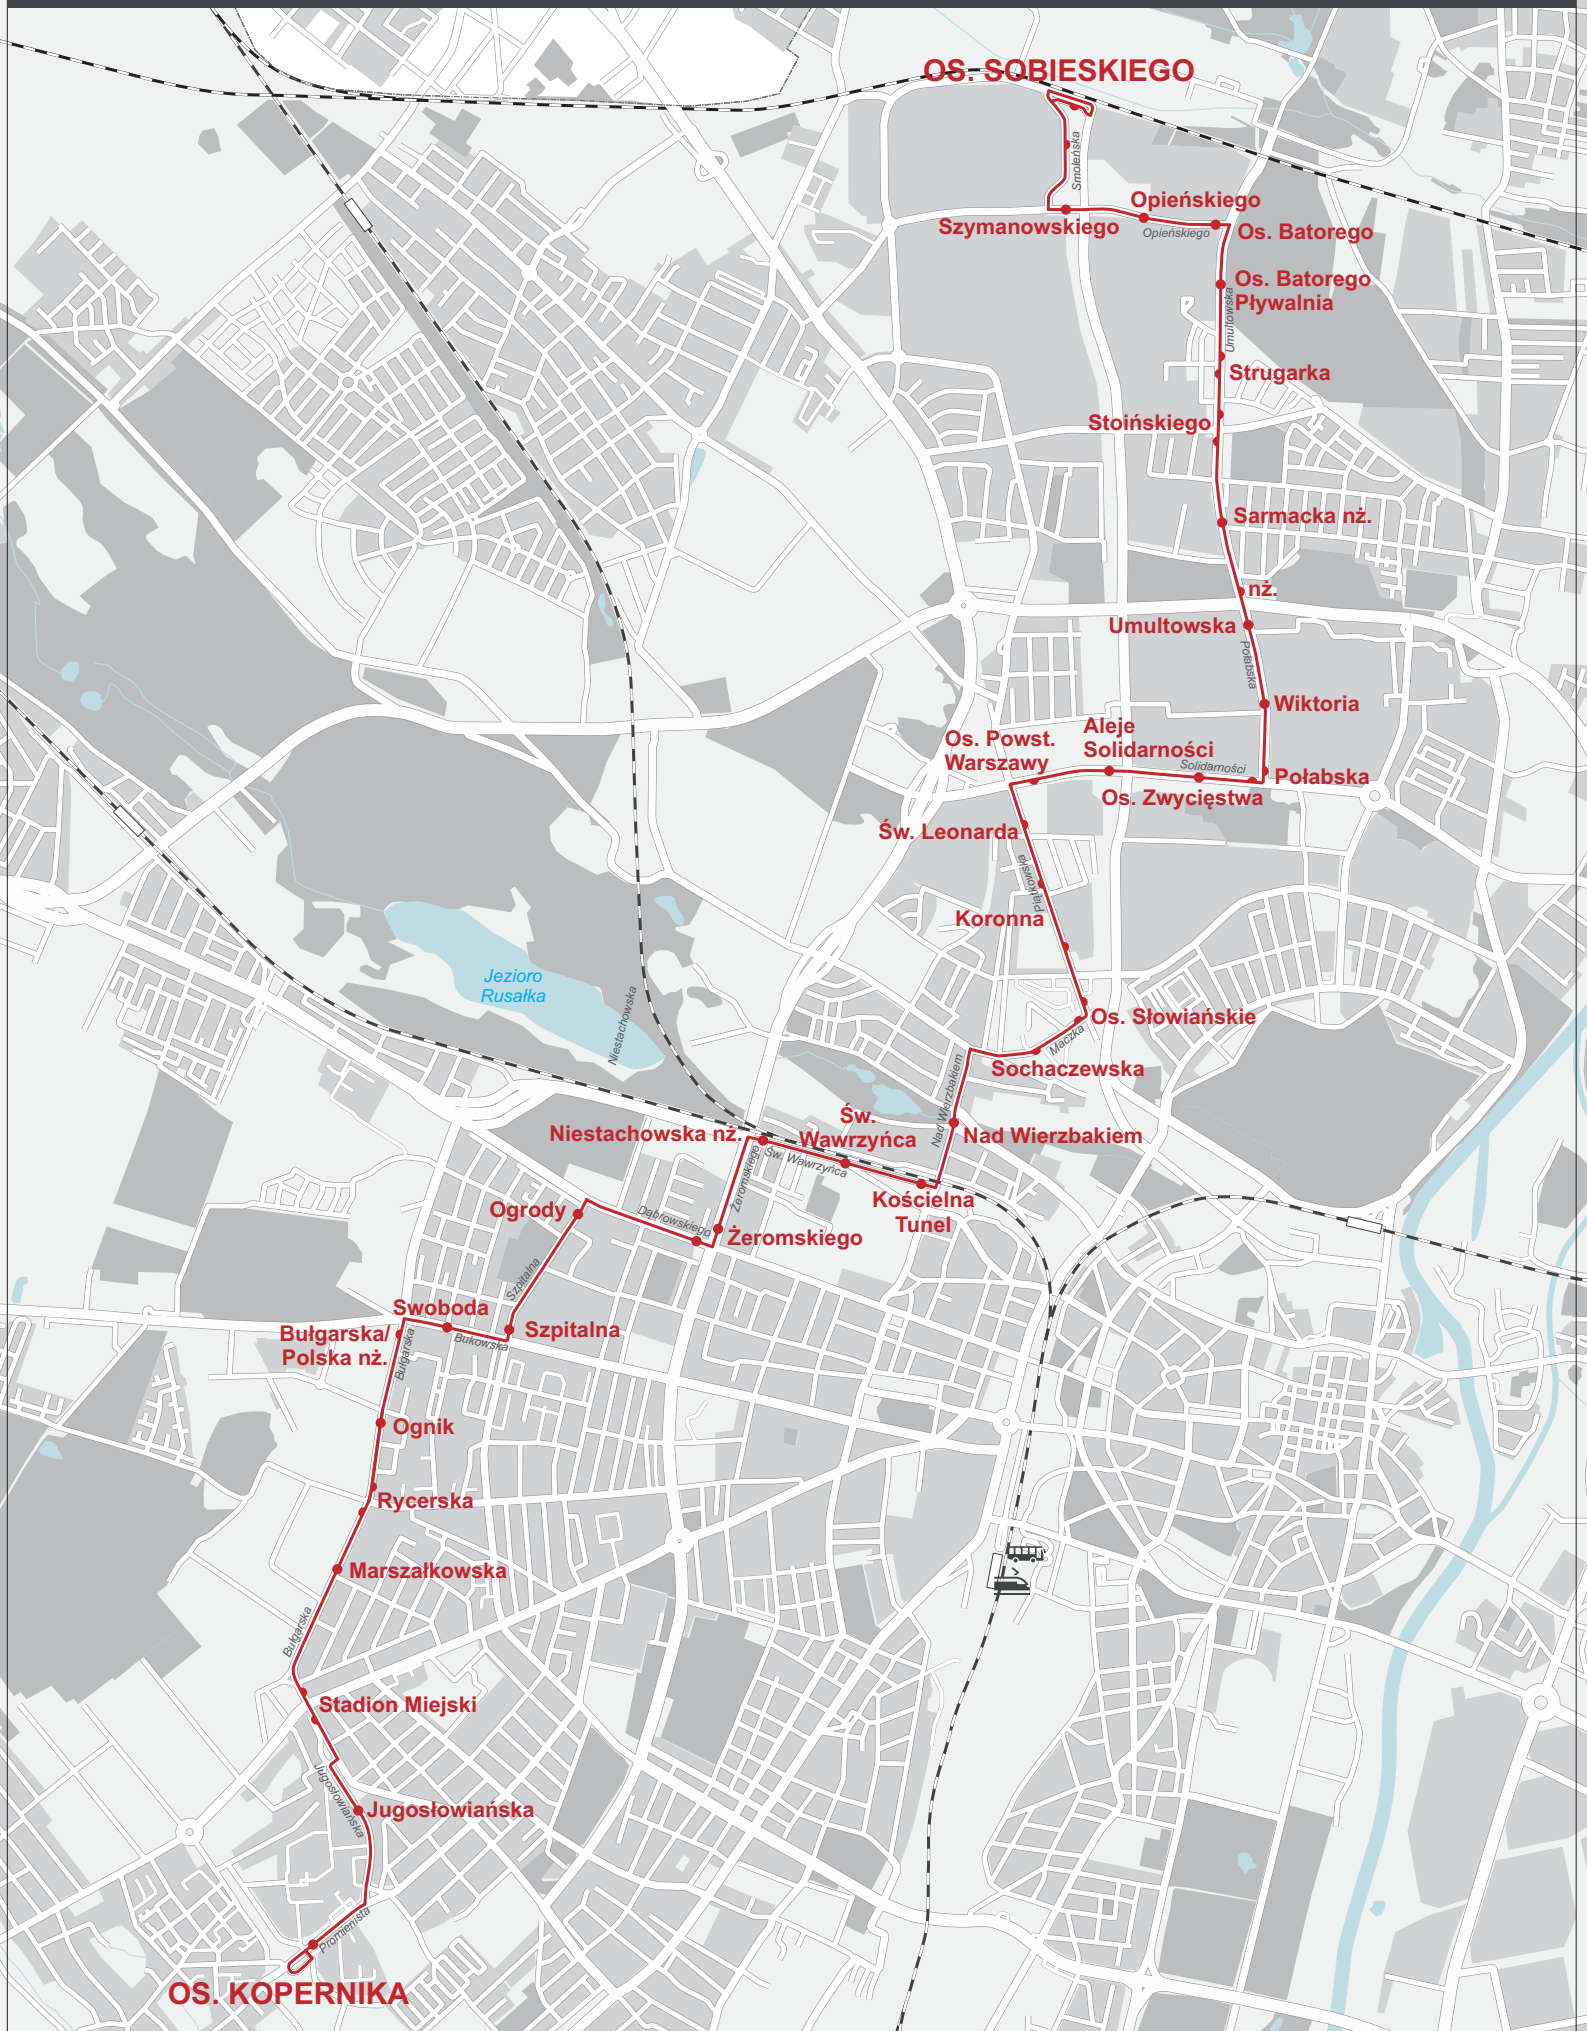 OS. SOBIESKIEGO
Smoleńska
Opieńskiego
Szymanowskiego
Opieńskiego
Os. Batorego
Os. Batorego
Pływalnia
Umultowska
Strugarka
Stoińskiego
Sarmacka nż.
nż.
Umultowska
Połabska
Wiktoria
Aleje
Solidarności
Os. Powst.
Warszawy
Solidarności
Połabska
Os. Zwycięstwa
Św. Leonarda
Piątkowska
Koronna
Jezioro
Rusałka
Niestachowska
Os. Słowiańskie
Maczka
Sochaczewska
Nad Wierzbakiem
Św.
Wawrzyńca
Niestachowska nż.
Nad Wierzbakiem
Św. Wawrzyńca
Kościelna
Tunel
Żeromskiego
Ogrody
Dąbrowskiego
Żeromskiego
Szpitalna
Swoboda
Bułgarska/
Polska nż.
Bukowska
Szpitalna
Bułgarska
Ognik
Rycerska
Marszałkowska
Bułgarska
Stadion Miejski
Jugosłowiańska
Jugosłowiańska
Promienista
OS. KOPERNIKA